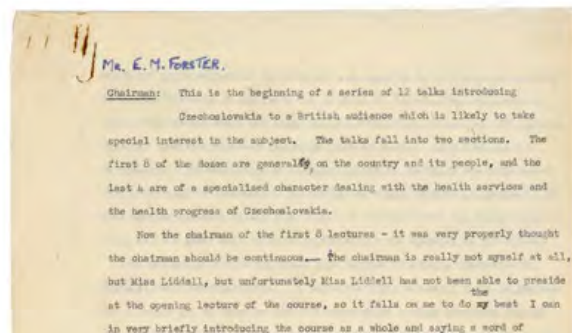 Mr. E. M. FORSTER.
Chairman: This is the beginning of a series of 12 talks introducing
Czechoslovakia to a British audience which is likely to take
special interest in the subject. The talks fall into two sections. The
first 8 of the dozen are generally, on the country and its people, and the
last 4 are of a specialised character dealing with the health services and
the health progress of Czechoslovakia.
Now the chairman of the first 8 lectures - it was very properly thought
the chairman should be continuous. The chairman is really not myself at all,
but Miss Liddell, but unfortunately Miss Liddell has not been able to preside
the
at the opening lecture of the course, so it falls on me to do my best I can
in very briefly introducing the course as a whole and saying a word of